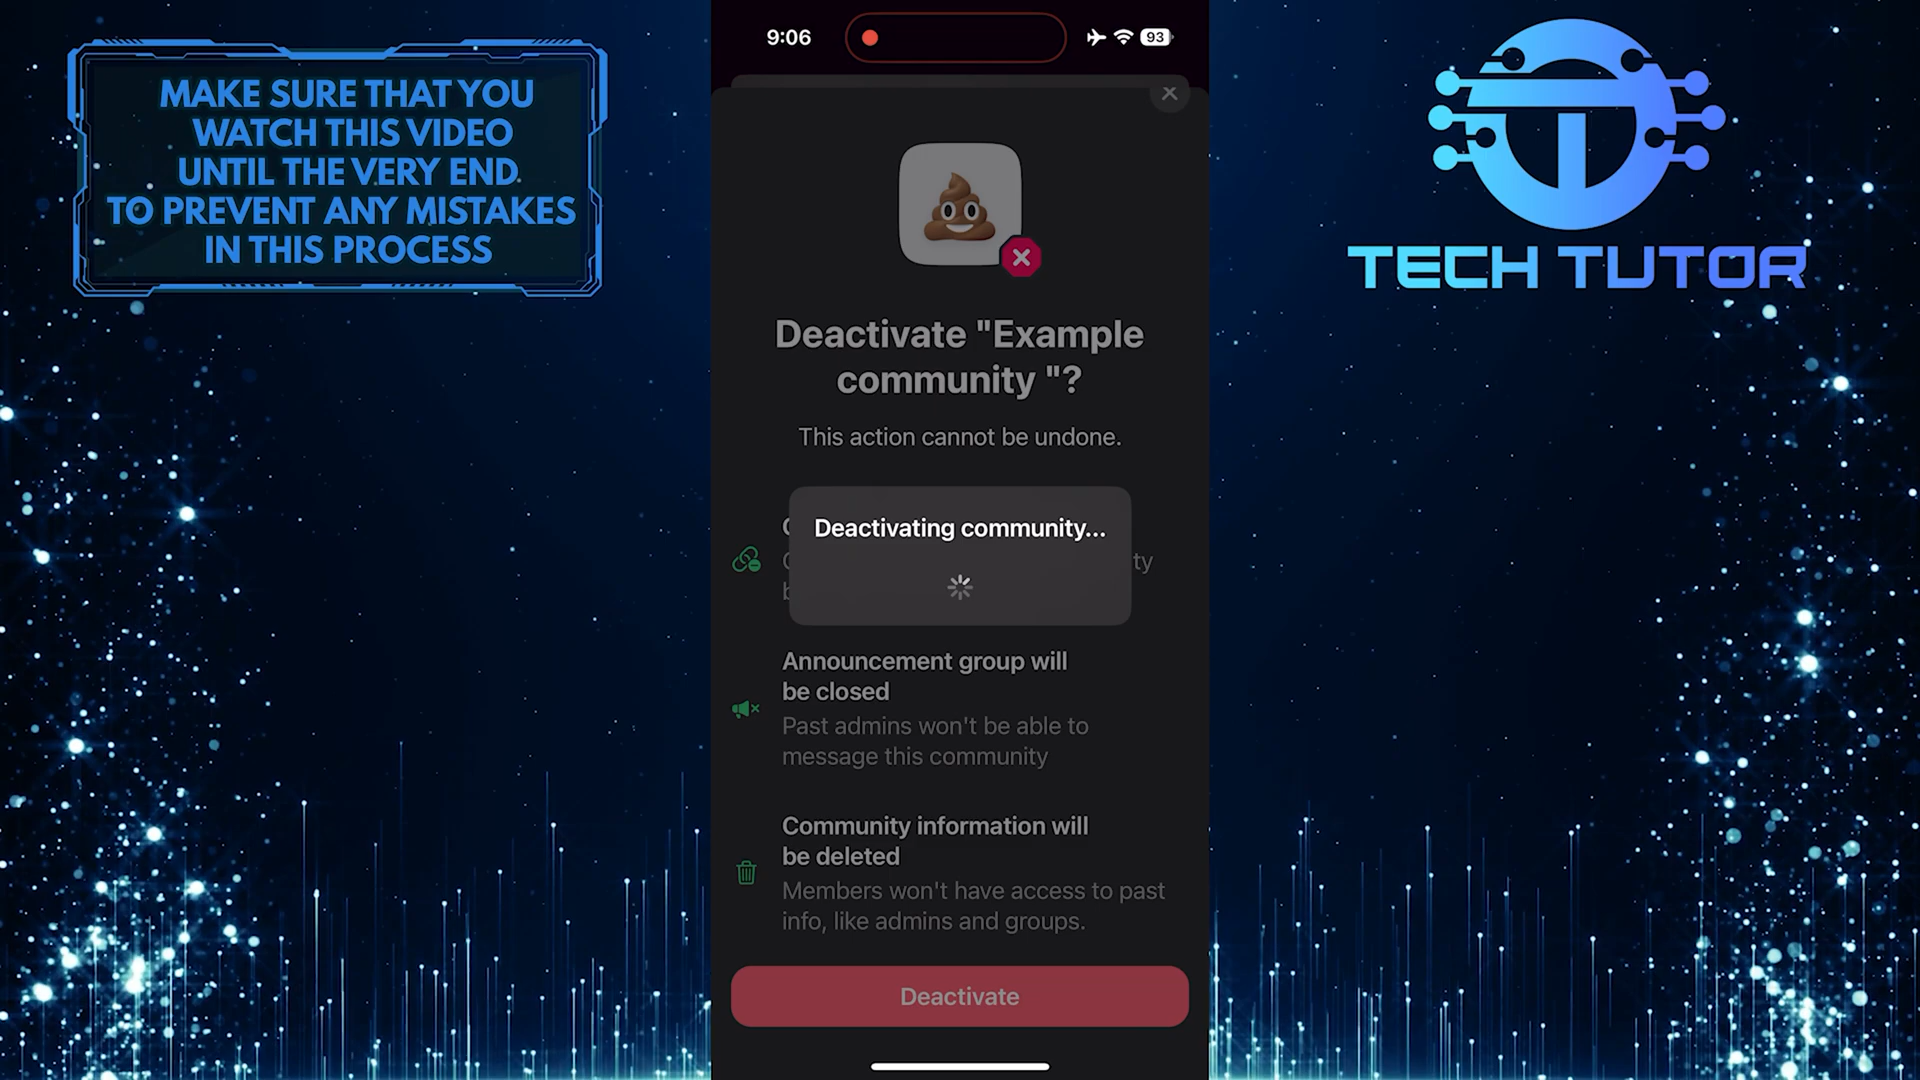 MAKE SURE THAT YOU
WATCH THIS VIDEO
UNTIL THE VERY END
TO PREVENT ANY MISTAKES
IN THIS PROCESS
9:06
93
Deactivate "Example
community "?
This action cannot be undone.
Deactivating community...
ty
Announcement group will
be closed
Past admins won't be able to
message this community
Community information will
be deleted
Members won't have access to past
info, like admins and groups.
Deactivate
TECH TUTOR